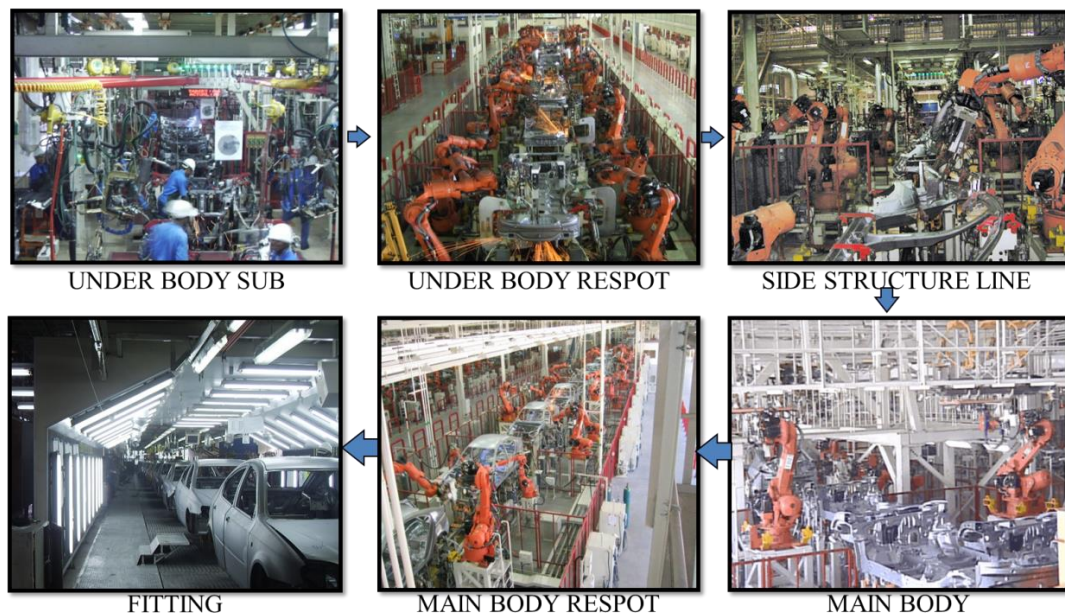 UNDER BODY SUB
UNDER BODY RESPOT
SIDE STRUCTURE LINE
FITTING
MAIN BODY RESPOT
MAIN BODY